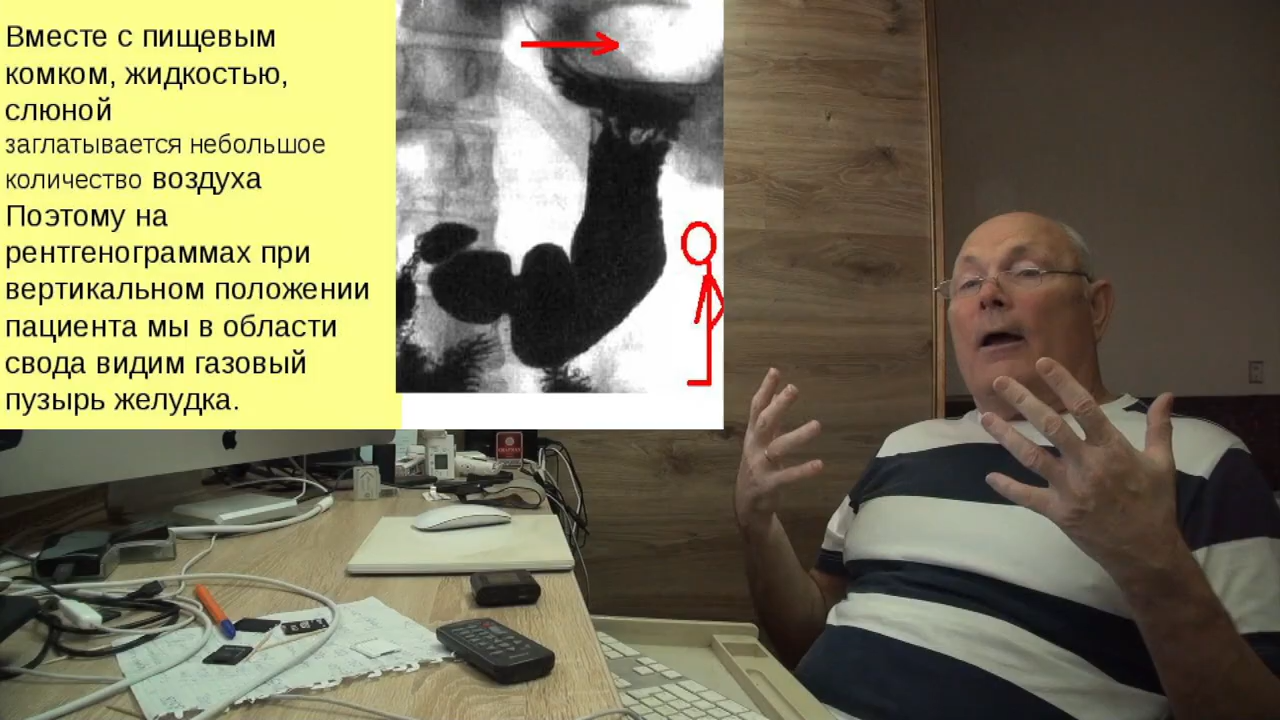 Вместе с пищевым
комком, жидкостью,
слюной
заглатывается небольшое
количество воздуха
Поэтому на
рентгенограммах при
вертикальном положении
пациента мы в области
свода видим газовый
пузырь желудка.